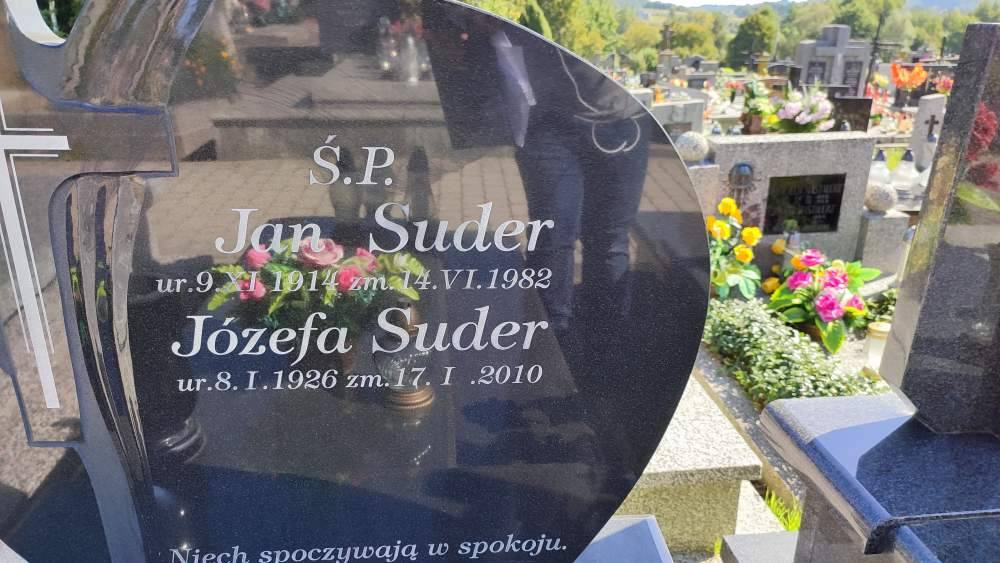 Ś.P.
Jan Suder
ur.9.XI 1914 zm.14.VI.1982
Józefa Suder
ur.8.I.1926 zm.17.I.2010
Niech spoczywają w spokoju.